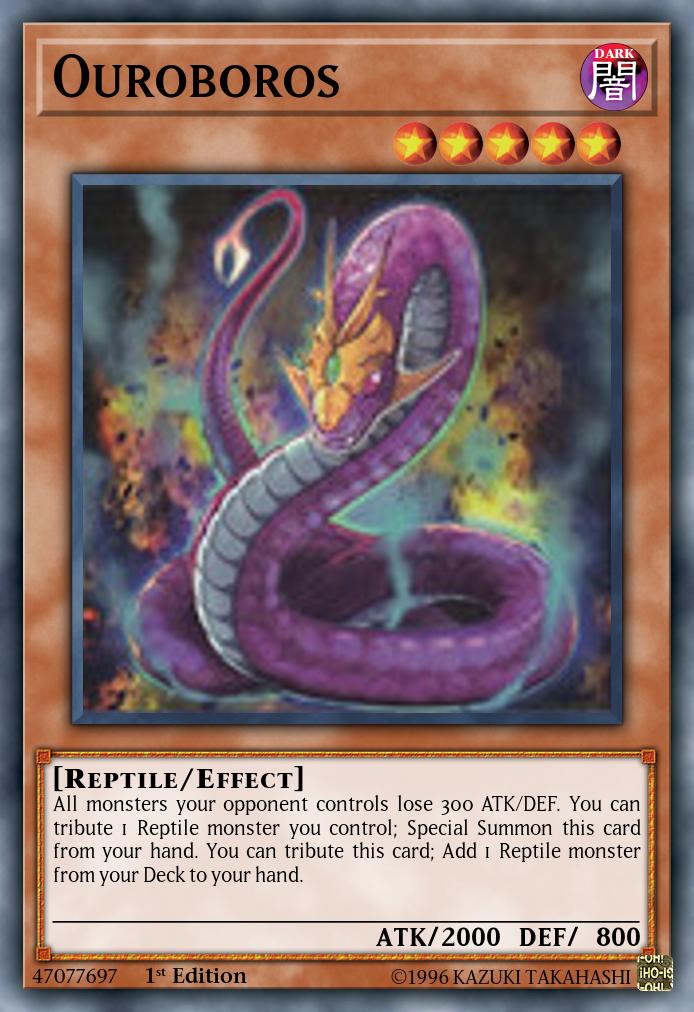 OUROBOROS
DARK
闇
[REPTILE/EFFECT]
All monsters your opponent controls lose 300 ATK/DEF. You can
tribute 1 Reptile monster you control; Special Summon this card
from your hand. You can tribute this card; Add 1 Reptile monster
from your Deck to your hand.
ATK/2000 DEF/ 800
47077697 1st Edition ©1996 KAZUKI TAKAHASHI